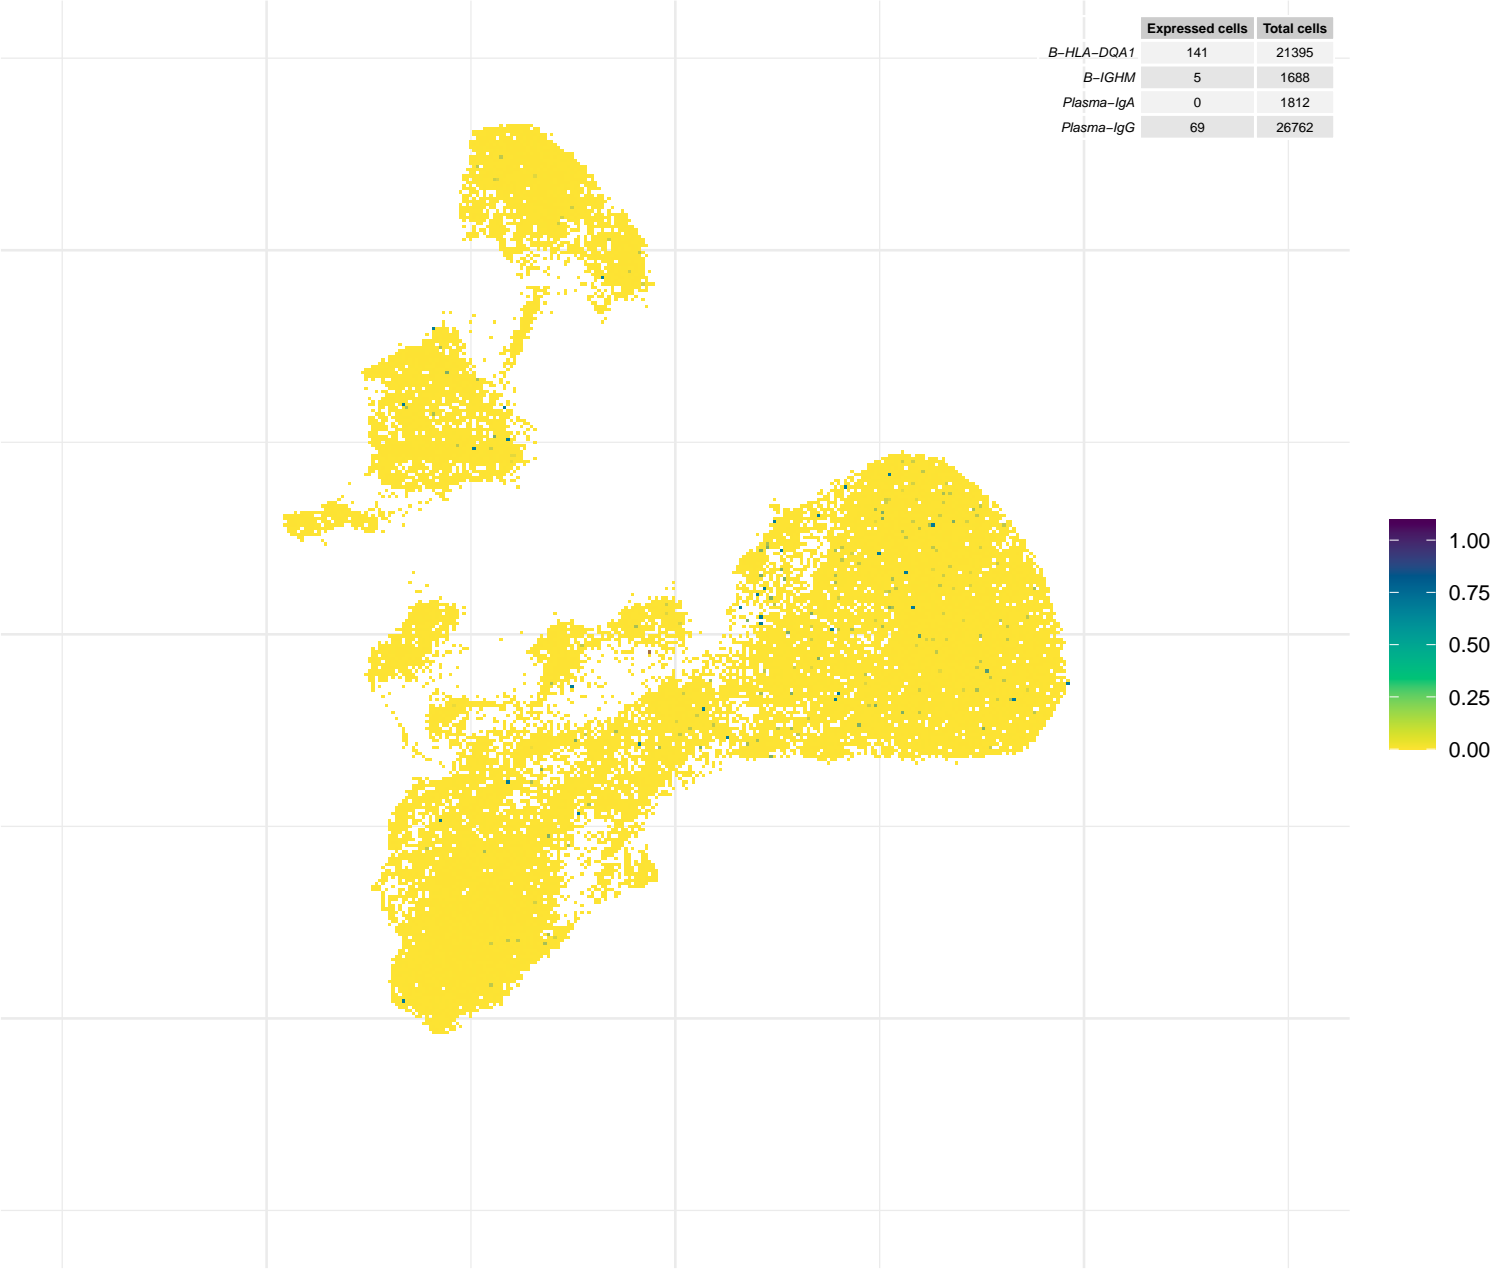 Expressed cells Total cells
B−HLA−DQA1 141 21395
B−IGHM 5 1688
Plasma−IgA 0 1812
Plasma−IgG 69 26762
1.00
0.75
0.50
0.25
0.00